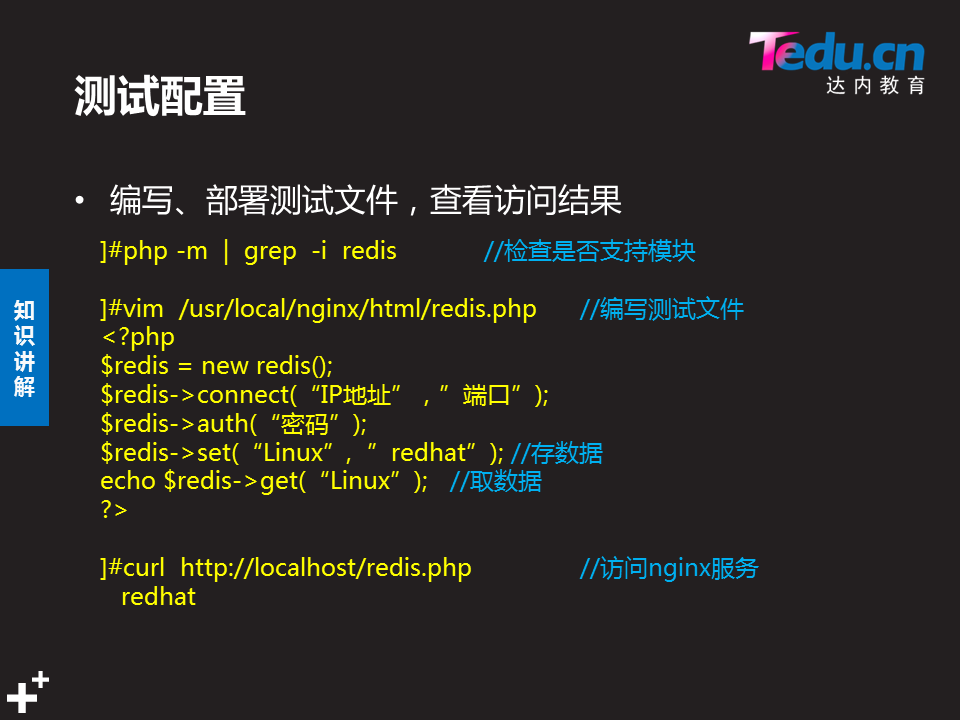 Tedu.cn
达内教育
测试配置
• 编写、部署测试文件，查看访问结果
]#php -m | grep -i redis //检查是否支持模块
]#vim /usr/local/nginx/html/redis.php //编写测试文件
<?php
$redis = new redis();
$redis->connect(“IP地址” ，”端口”);
$redis->auth(“密码”);
$redis->set(“Linux”, ”redhat”); //存数据
echo $redis->get(“Linux”); //取数据
?>
]#curl http://localhost/redis.php //访问nginx服务
redhat
知识讲解